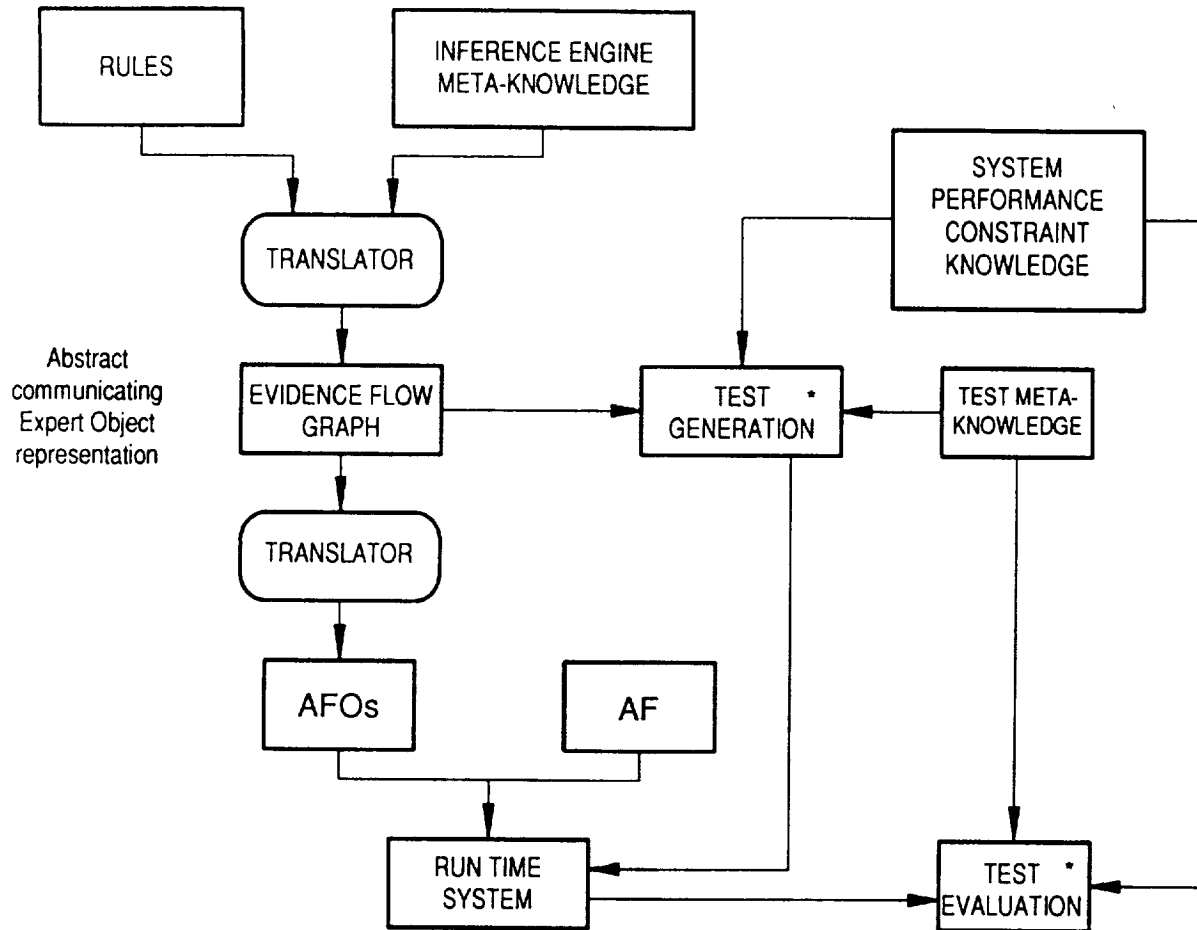 RULES
INFERENCE ENGINE
META-KNOWLEDGE
SYSTEM
PERFORMANCE
CONSTRAINT
KNOWLEDGE
TRANSLATOR
Abstract
communicating
Expert Object
representation
EVIDENCE FLOW
GRAPH
TEST *
GENERATION
TEST META-
KNOWLEDGE
TRANSLATOR
AFOs
AF
RUN TIME
SYSTEM
TEST *
EVALUATION